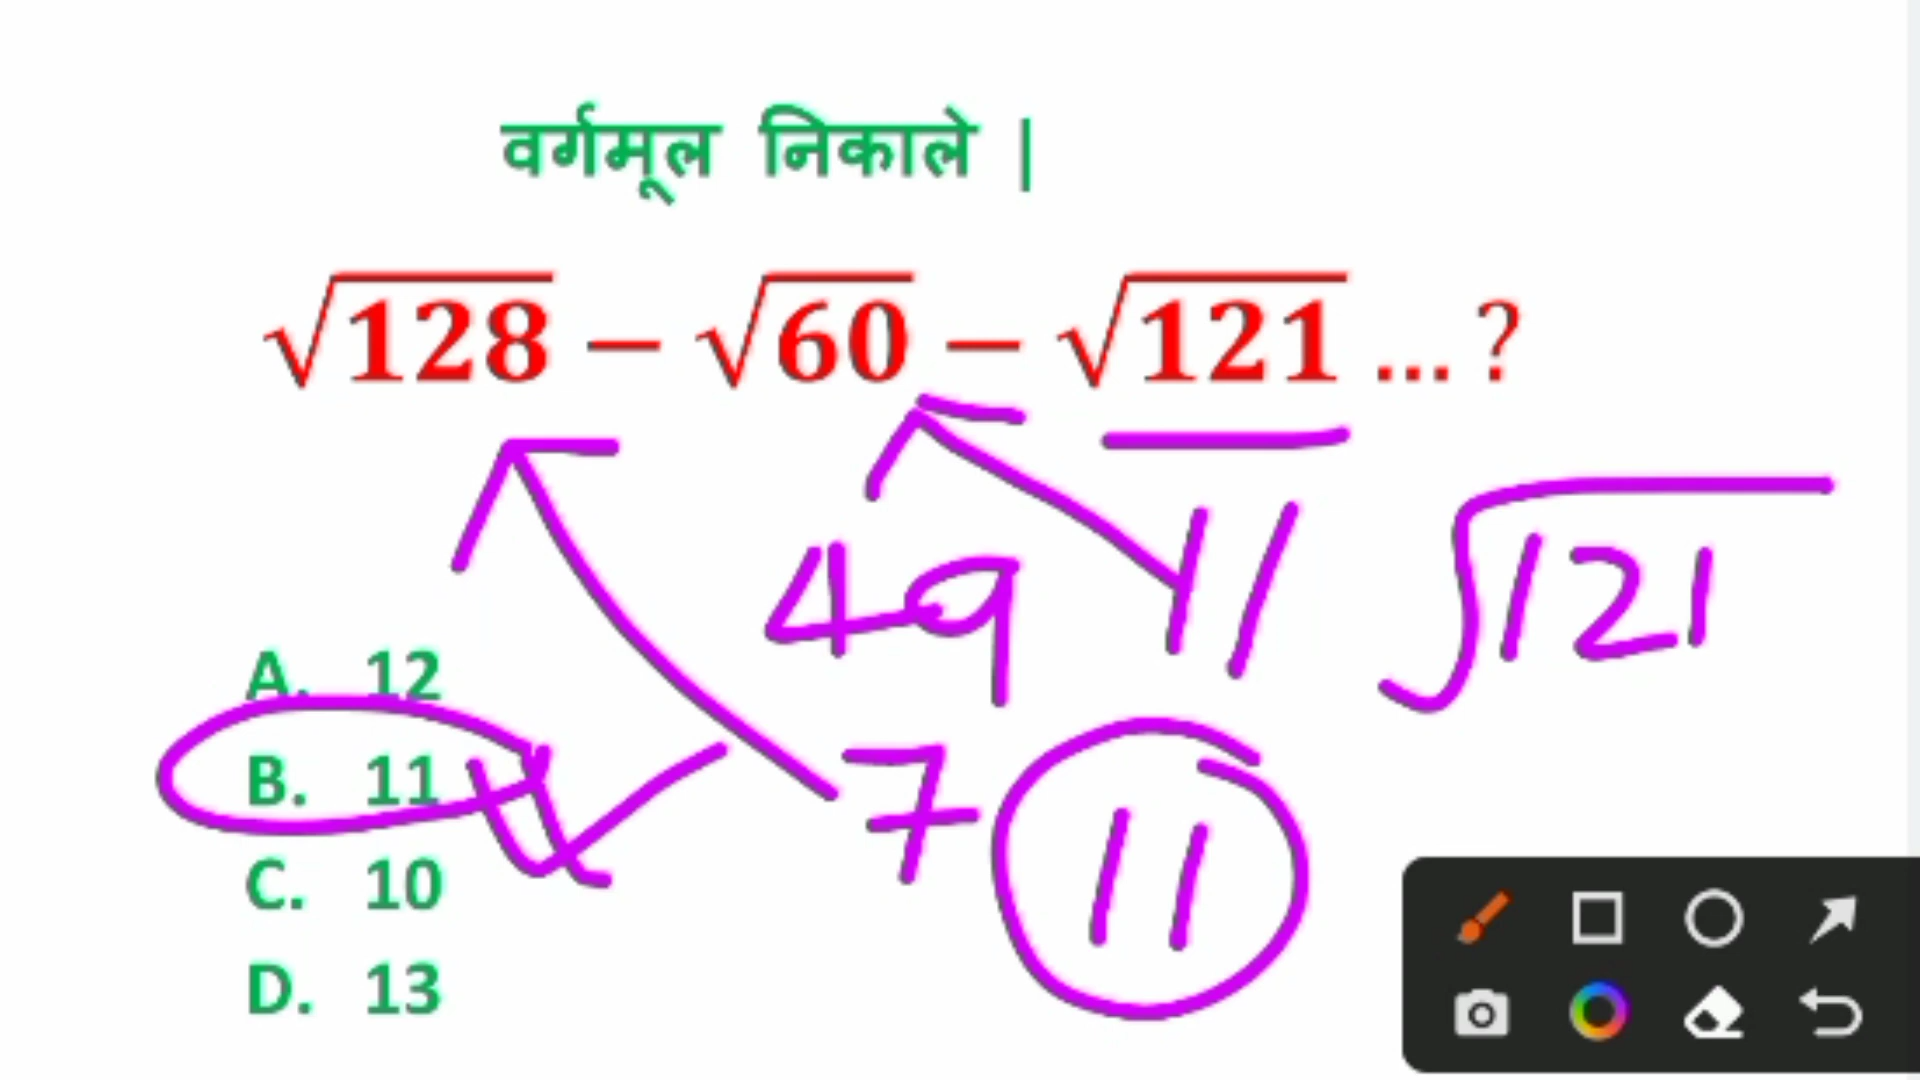 वर्गमूल निकाले |
√128 − √60 − √121 ... ?
49 11 √121
A. 12
B. 11
7 11
C. 10
D. 13